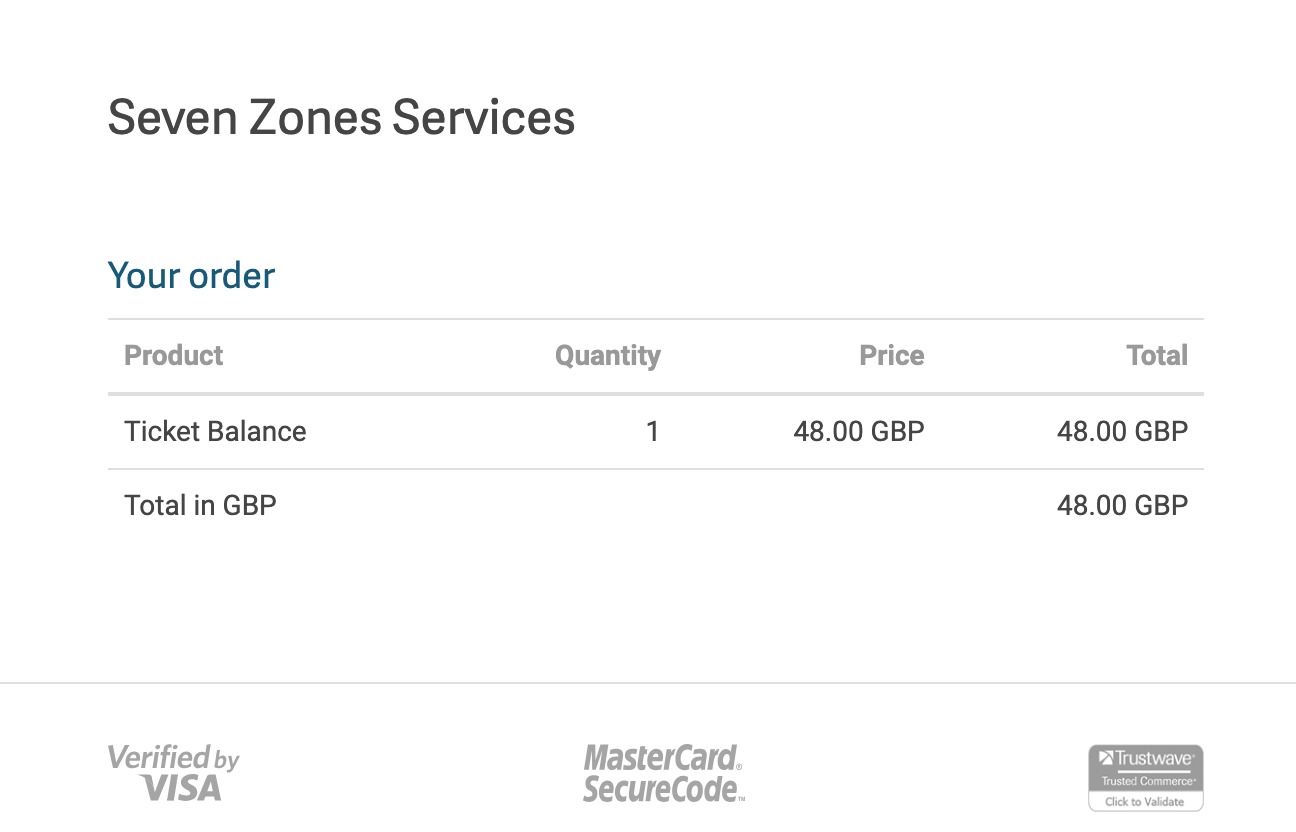 Seven Zones Services
Your order
Product Quantity Price Total
Ticket Balance 1 48.00 GBP 48.00 GBP
Total in GBP 48.00 GBP
Verified by
VISA
MasterCard®
SecureCode™
Trustwave®
Trusted Commerce®
Click to Validate